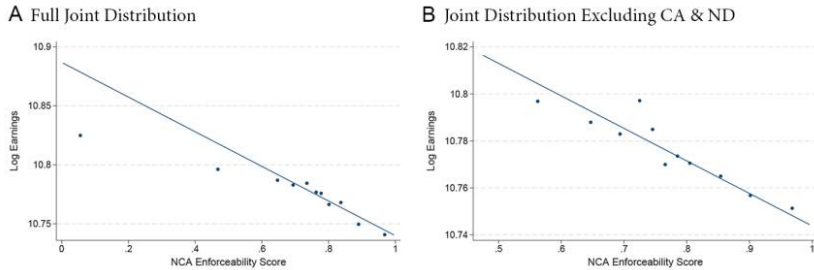 A Full Joint Distribution
10.9
10.85
10.8
10.75
Log Earnings
0 .2 .4 .6 .8 1
NCA Enforceability Score
B Joint Distribution Excluding CA & ND
10.82
10.8
10.78
10.76
10.74
Log Earnings
.5 .6 .7 .8 .9 1
NCA Enforceability Score